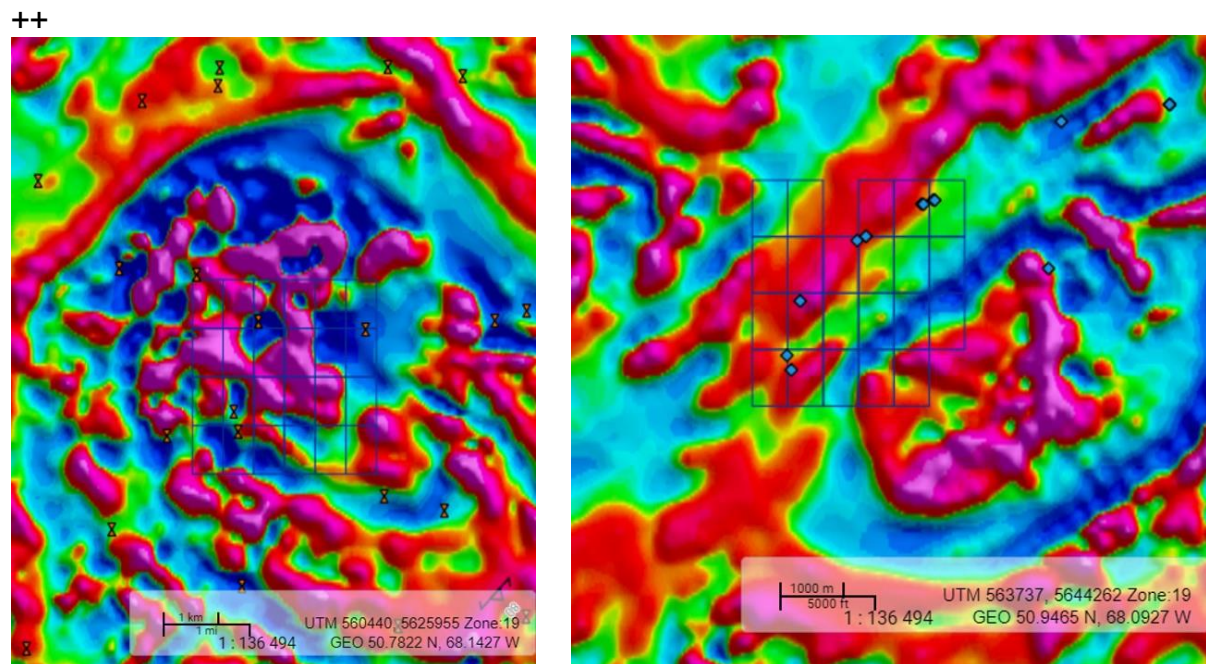 ++
1 km
1 mi
1 : 136 494
UTM 560440, 5625955 Zone:19
GEO 50.7822 N, 68.1427 W
1000 m
5000 ft
1 : 136 494
UTM 563737, 5644262 Zone:19
GEO 50.9465 N, 68.0927 W